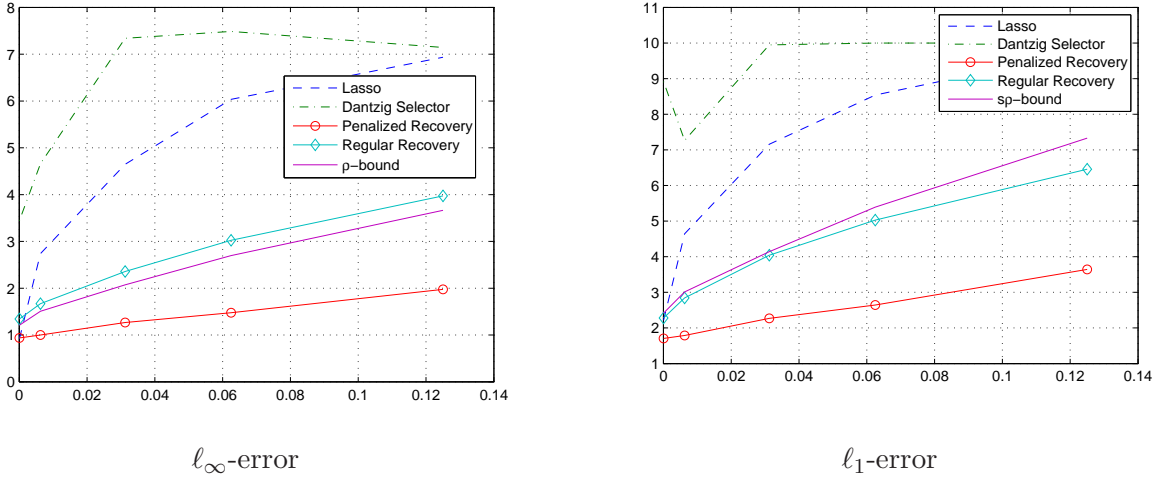 8
7
6
5
4
3
2
1
0
0 0.02 0.04 0.06 0.08 0.1 0.12 0.14
Lasso
Dantzig Selector
Penalized Recovery
Regular Recovery
ρ−bound
ℓ∞-error
11
10
9
8
7
6
5
4
3
2
1
0 0.02 0.04 0.06 0.08 0.1 0.12 0.14
Lasso
Dantzig Selector
Penalized Recovery
Regular Recovery
sρ−bound
ℓ1-error